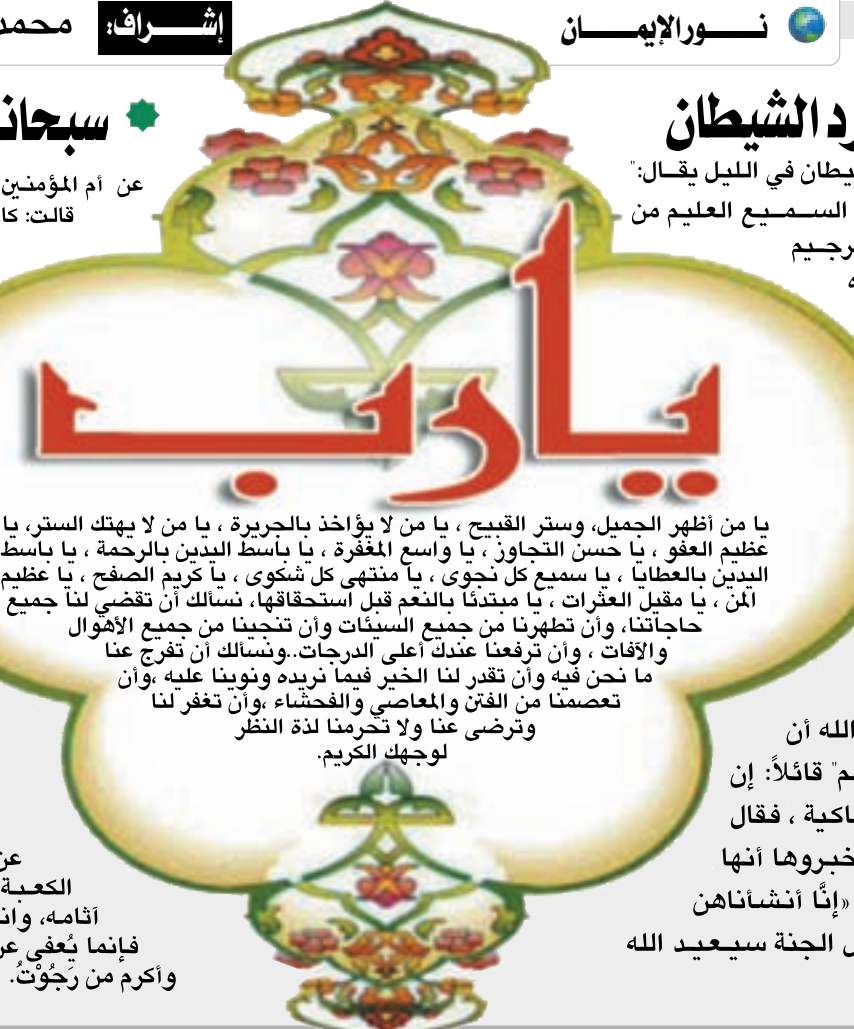 نور الإيمان
إشراف: محمد
رد الشيطان
في الليل يقال:"
السميع العليم من
سبحان
عن أم المؤمنين
قالت: كا
يارب
يا من أظهر الجميل، وستر القبيح ، يا من لا يؤاخذ بالجريرة ، يا من لا يهتك الستر، يا
عظيم العفو ، يا حسن التجاوز ، يا واسع المغفرة ، يا باسط اليدين بالرحمة ، يا باسط
اليدين بالعطايا ، يا سميع كل نجوى ، يا منتهى كل شكوى ، يا كريم الصفح ، يا عظيم
المن ، يا مقيل العثرات ، يا مبتدئا بالنعم قبل استحقاقها، نسألك أن تقضي لنا جميع
حاجاتنا، وأن تطهرنا من جميع السيئات وأن تنجينا من جميع الأهوال
والآفات ، وأن ترفعنا عندك أعلى الدرجات..ونسألك أن تفرج عنا
ما نحن فيه وأن تقدر لنا الخير فيما نريده ونوينا عليه ،وأن
تعصمنا من الفتن والمعاصي والفحشاء ،وأن تغفر لنا
وترضى عنا ولا تحرمنا لذة النظر
لوجهك الكريم.
الله أن
م" قائلاً: إن
اكية ، فقال
خبروها أنها
«إنَّا أنشأناهن
الجنة سيعيد الله
عن
الكعبة
آثامه، وان
فإنما يُعفى عن
وأكرم من رَجَوْتُ.